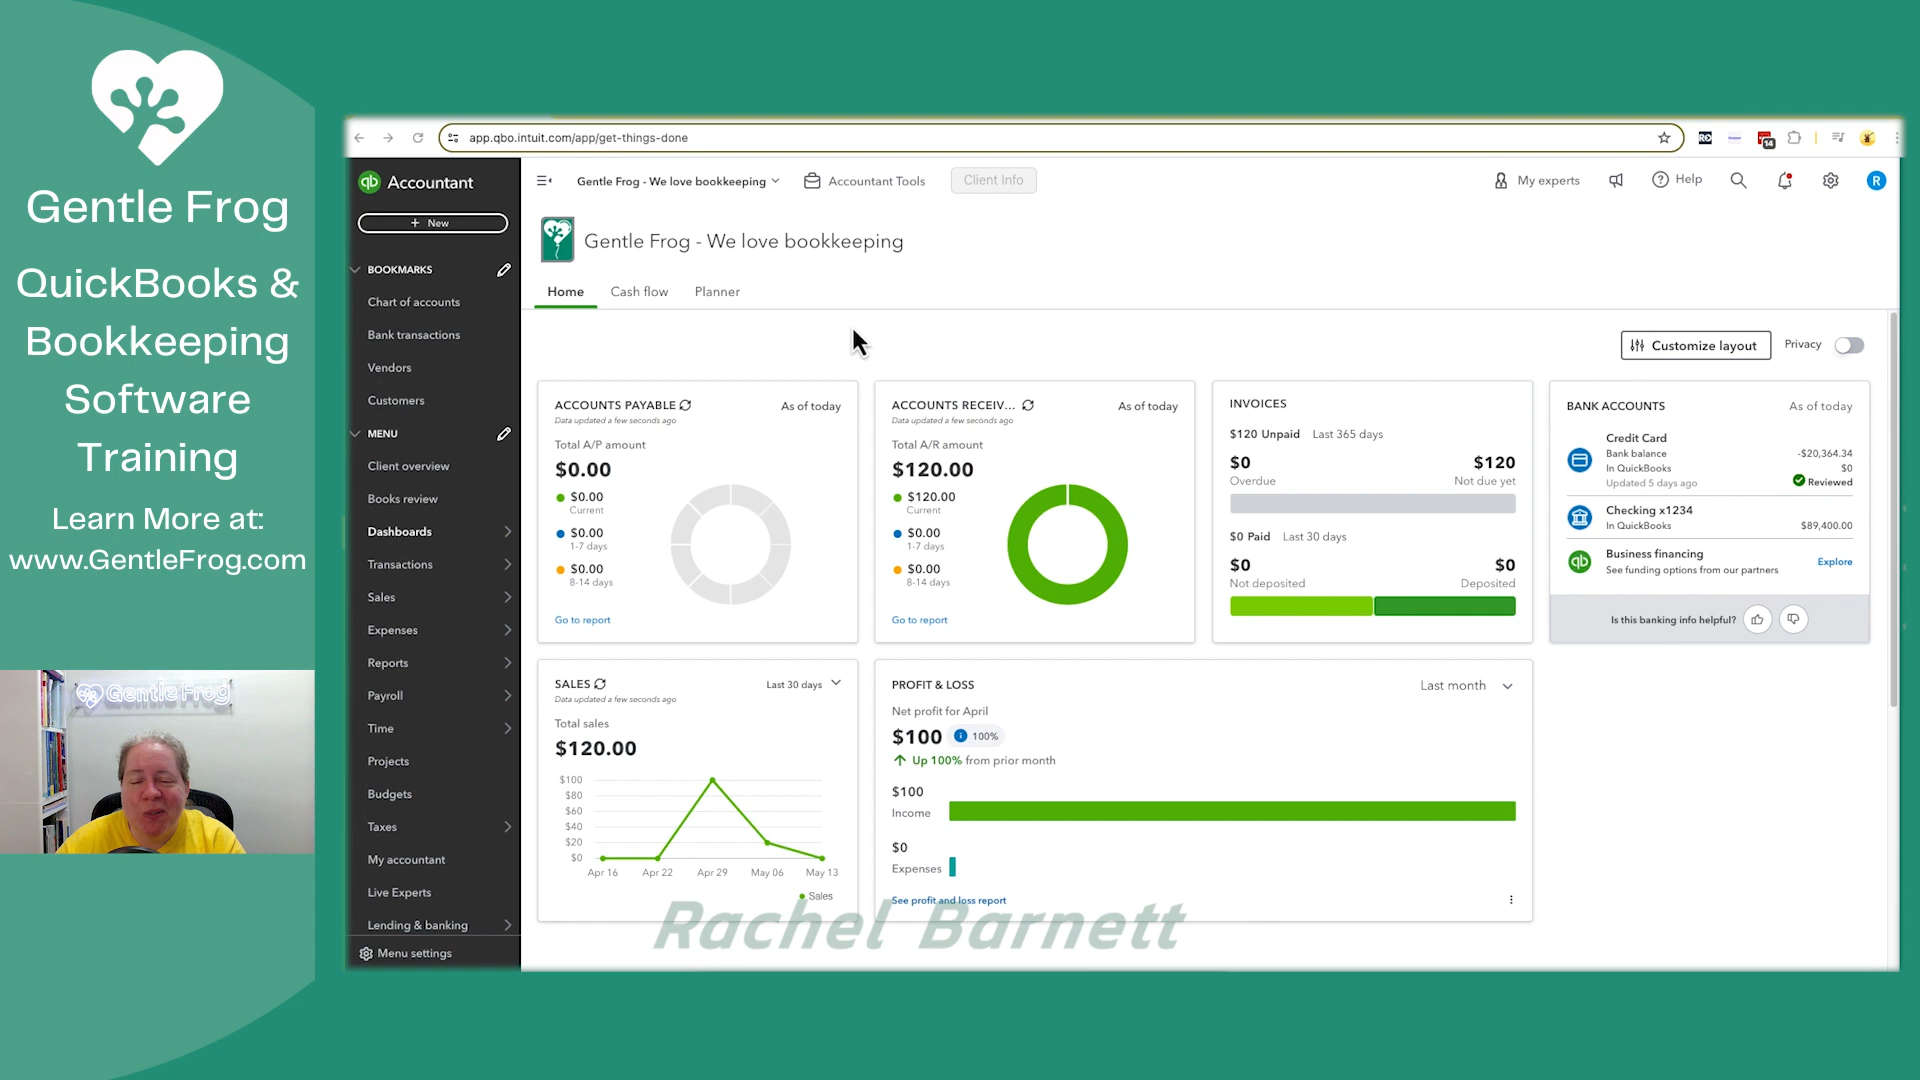 Gentle Frog
QuickBooks &
Bookkeeping
Software
Training
Learn More at:
www.GentleFrog.com
Gentle Frog
app.qbo.intuit.com/app/get-things-done
14
qb Accountant
+ New
BOOKMARKS
Chart of accounts
Bank transactions
Vendors
Customers
MENU
Client overview
Books review
Dashboards
Transactions
Sales
Expenses
Reports
Payroll
Time
Projects
Budgets
Taxes
My accountant
Live Experts
Lending & banking
Menu settings
Gentle Frog - We love bookkeeping
Accountant Tools
Client Info
My experts
Help
R
Gentle Frog - We love bookkeeping
Home Cash flow Planner
Customize layout
Privacy
ACCOUNTS PAYABLE As of today
Data updated a few seconds ago
Total A/P amount
$0.00
$0.00
Current
$0.00
1-7 days
$0.00
8-14 days
Go to report
ACCOUNTS RECEIV... As of today
Data updated a few seconds ago
Total A/R amount
$120.00
$120.00
Current
$0.00
1-7 days
$0.00
8-14 days
Go to report
INVOICES
$120 Unpaid Last 365 days
$0 $120
Overdue Not due yet
$0 Paid Last 30 days
$0 $0
Not deposited Deposited
BANK ACCOUNTS As of today
Credit Card
Bank balance -$20,364.34
In QuickBooks $0
Updated 5 days ago Reviewed
Checking x1234
In QuickBooks $89,400.00
qb Business financing
See funding options from our partners Explore
Is this banking info helpful?
SALES Last 30 days
Data updated a few seconds ago
Total sales
$120.00
$100
$80
$60
$40
$20
$0
Apr 16 Apr 22 Apr 29 May 06 May 13
Sales
PROFIT & LOSS Last month
Net profit for April
$100 100%
Up 100% from prior month
$100
Income
$0
Expenses
See profit and loss report
Rachel Barnett